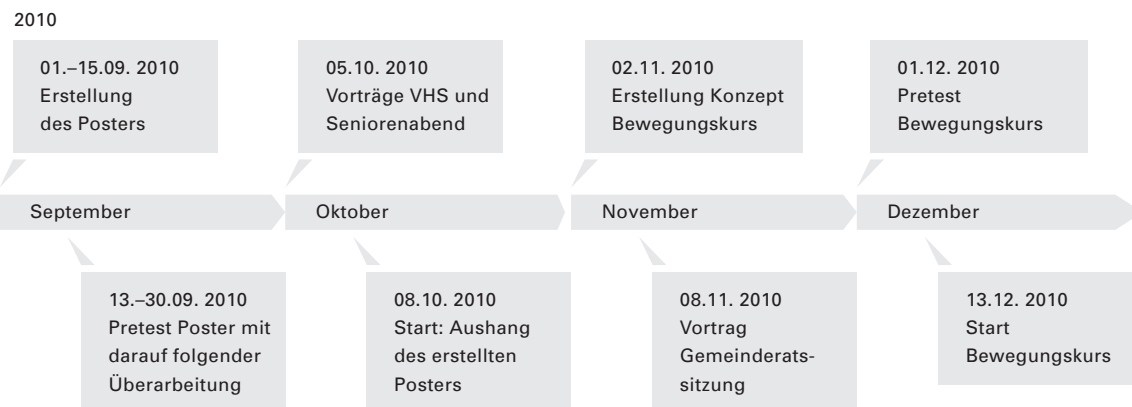 2010
01.–15.09. 2010
Erstellung
des Posters
05.10. 2010
Vorträge VHS und
Seniorenabend
02.11. 2010
Erstellung Konzept
Bewegungskurs
01.12. 2010
Pretest
Bewegungskurs
September
Oktober
November
Dezember
13.–30.09. 2010
Pretest Poster mit
darauf folgender
Überarbeitung
08.10. 2010
Start: Aushang
des erstellten
Posters
08.11. 2010
Vortrag
Gemeinderats-
sitzung
13.12. 2010
Start
Bewegungskurs